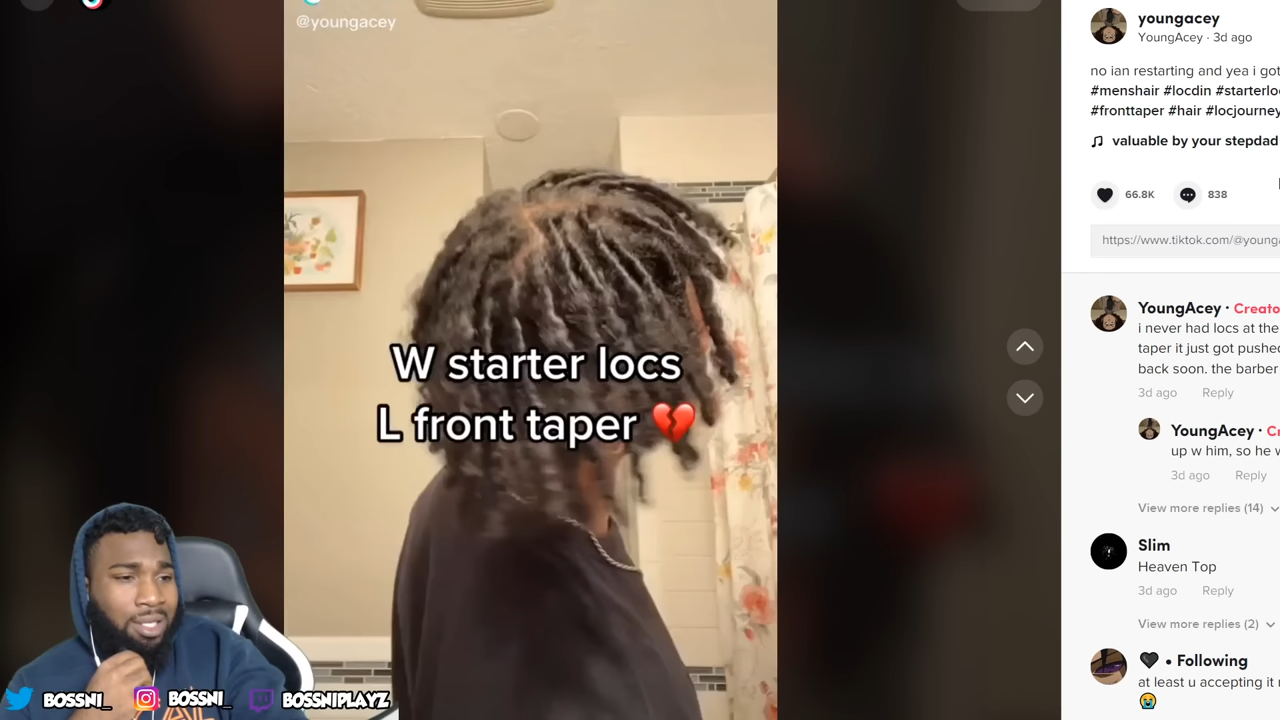 @youngacey
W starter locs
L front taper 💔
BOSSNI_
BOSSNI_
BOSSNIPLAYZ
youngacey
YoungAcey · 3d ago
no ian restarting and yea i got
#menshair #locdin #starterlo
#fronttaper #hair #locjourney
valuable by your stepdad
66.8K
838
https://www.tiktok.com/@younga
YoungAcey · Creato
i never had locs at the
taper it just got pushed
back soon. the barber
3d ago Reply
YoungAcey · Cr
up w him, so he w
3d ago Reply
View more replies (14)
Slim
Heaven Top
3d ago Reply
View more replies (2)
🖤 • Following
at least u accepting it
😭